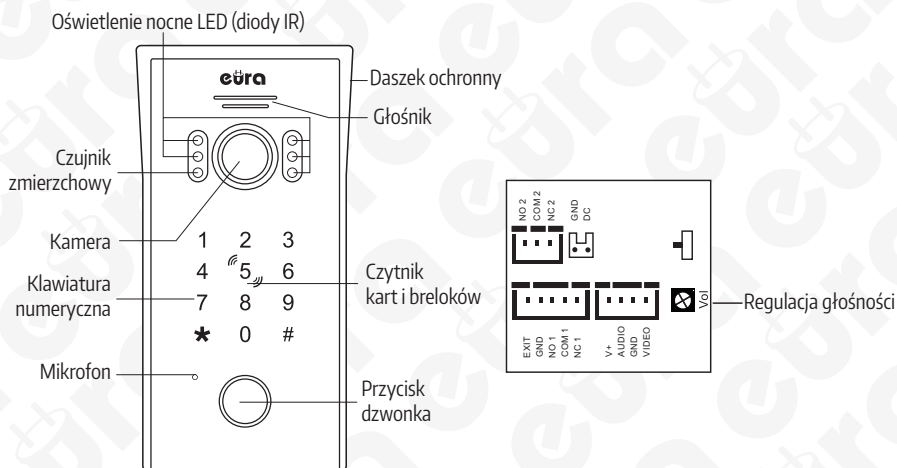 Oświetlenie nocne LED (diody IR)
eura
Daszek ochronny
Głośnik
Czujnik
zmierzchowy
Kamera
Klawiatura
numeryczna
Mikrofon
1 2 3
4 5 6
7 8 9
* 0 #
Czytnik
kart i breloków
Przycisk
dzwonka
NO 2
COM 2
NC 2
GND
DC
EXIT
GND
NO 1
COM 1
NC 1
V+
AUDIO
GND
VIDEO
Vol
Regulacja głośności